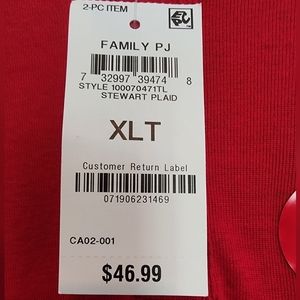 2-PC ITEM
FAMILY PJ
7 32997 39474 8
STYLE 100070471TL
STEWART PLAID
XLT
Customer Return Label
071906231469
CA02-001
$46.99